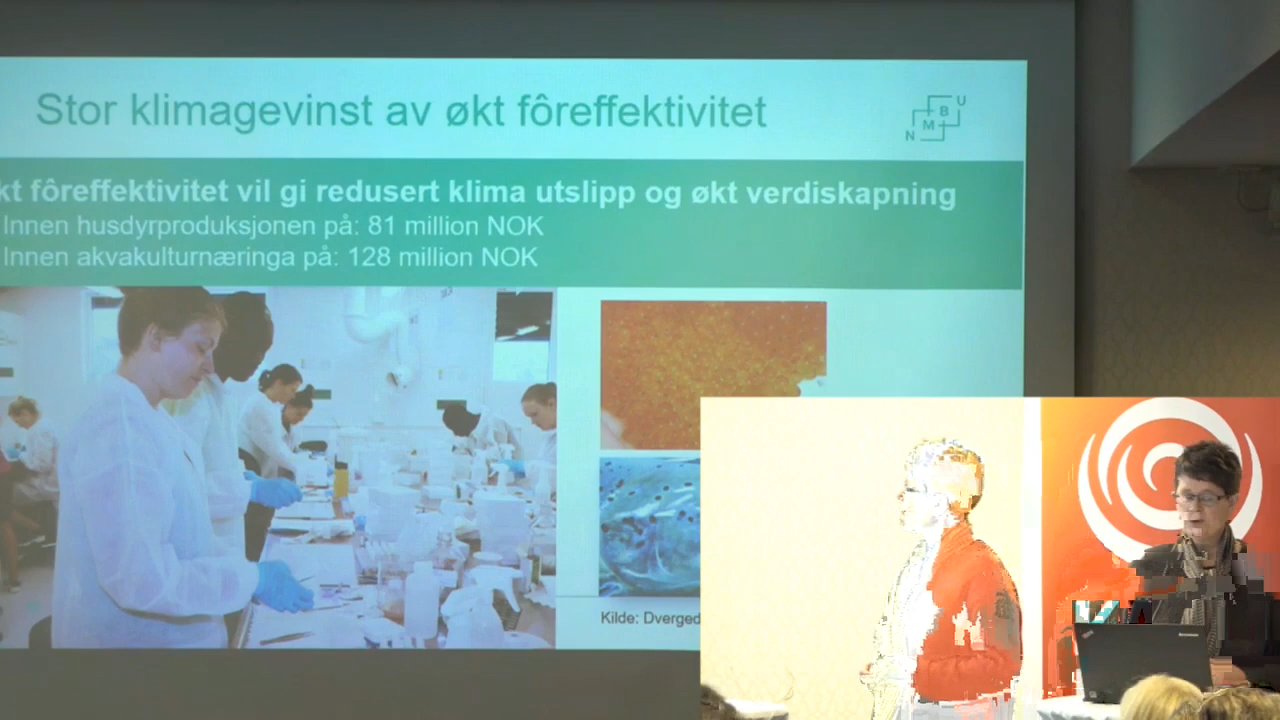 Stor klimagevinst av økt fôreffektivitet
N M B U
kt fôreffektivitet vil gi redusert klima utslipp og økt verdiskapning
Innen husdyrproduksjonen på: 81 million NOK
Innen akvakulturnæringa på: 128 million NOK
Kilde: Dverged